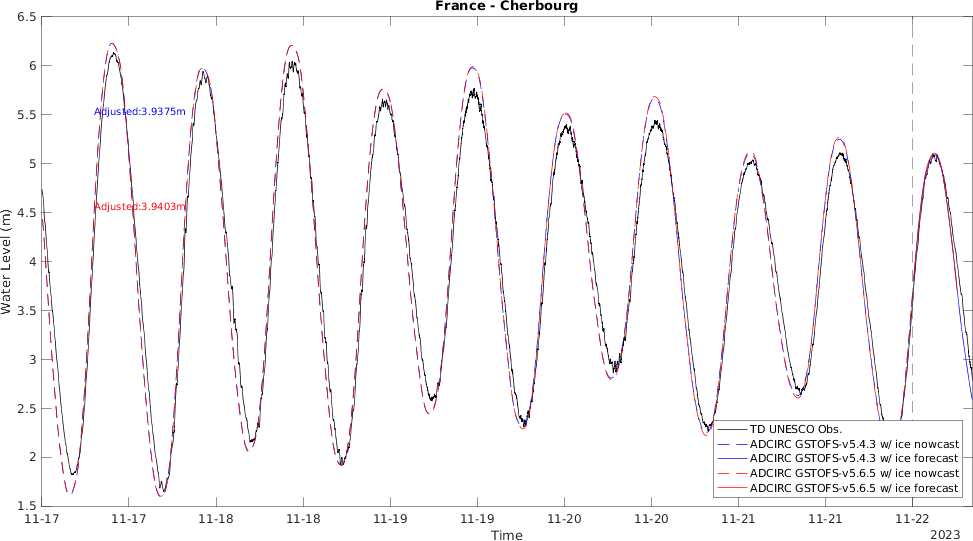 France - Cherbourg
6.5
6
5.5
5
4.5
4
3.5
3
2.5
2
1.5
Water Level (m)
Adjusted:3.9375m
Adjusted:3.9403m
TD UNESCO Obs.
ADCIRC GSTOFS-v5.4.3 w/ ice nowcast
ADCIRC GSTOFS-v5.4.3 w/ ice forecast
ADCIRC GSTOFS-v5.6.5 w/ ice nowcast
ADCIRC GSTOFS-v5.6.5 w/ ice forecast
11-17 11-17 11-18 11-18 11-19 11-19 11-20 11-20 11-21 11-21 11-22
Time
2023